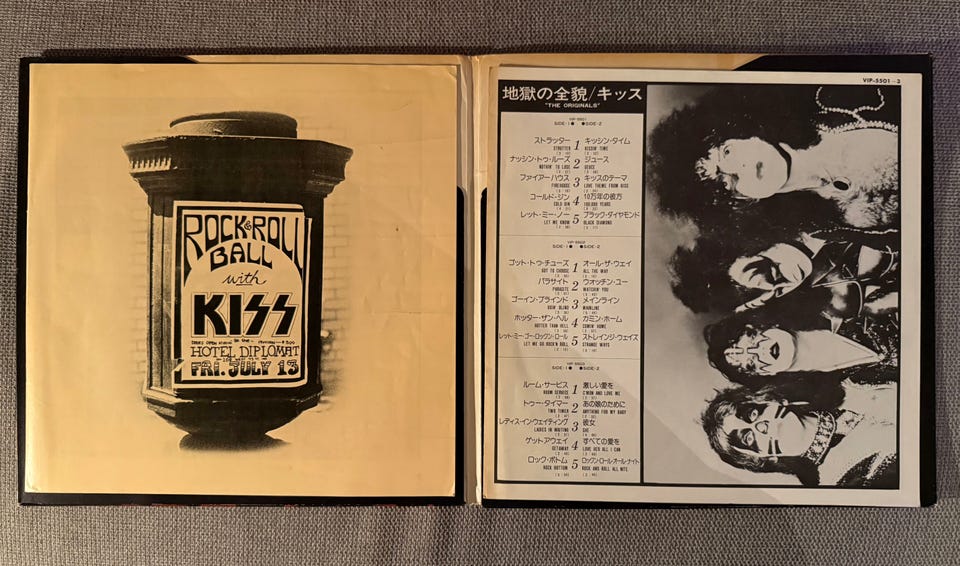 ROCK & ROLL
BALL
with
KISS
in the
HOTEL DIPLOMAT
FRI. JULY 13
VIP-5501~3
地獄の全貌/キッス
"THE ORIGINALS"
VIP-5501
SIDE-1● ●SIDE-2
ストラッター 1 キッシン・タイム
STRUTTER KISSIN' TIME
ナッシン・トゥ・ルーズ 2 ジュース
NOTHIN' TO LOSE DEUCE
ファイアーハウス 3 キッスのテーマ
FIREHOUSE LOVE THEME FROM KISS
コールド・ジン 4 10万年の彼方
COLD GIN 100,000 YEARS
レット・ミー・ノー 5 ブラック・ダイヤモンド
LET ME KNOW BLACK DIAMOND
VIP-5502
SIDE-1● ●SIDE-2
ゴット・トゥ・チューズ 1 オール・ザ・ウェイ
GOT TO CHOOSE ALL THE WAY
パラサイト 2 ウォッチン・ユー
PARASITE WATCHIN' YOU
ゴーイン・ブラインド 3 メインライン
GOIN' BLIND MAINLINE
ホッター・ザン・ヘル 4 カミン・ホーム
HOTTER THAN HELL COMIN' HOME
レット・ミー・ゴー・ロックン・ロール 5 ストレインジ・ウェイズ
LET ME GO ROCK'N ROLL STRANGE WAYS
VIP-5503
SIDE-1● ●SIDE-2
ルーム・サービス 1 激しい愛を
ROOM SERVICE C'MON AND LOVE ME
トゥー・タイマー 2 あの娘のために
TWO TIMER ANYTHING FOR MY BABY
レディス・イン・ウェイティング 3 彼女
LADIES IN WAITING SHE
ゲットアウェイ 4 すべての愛を
GETAWAY LOVE HER ALL I CAN
ロック・ボトム 5 ロックン・ロール・オール・ナイト
ROCK BOTTOM ROCK AND ROLL ALL NITE